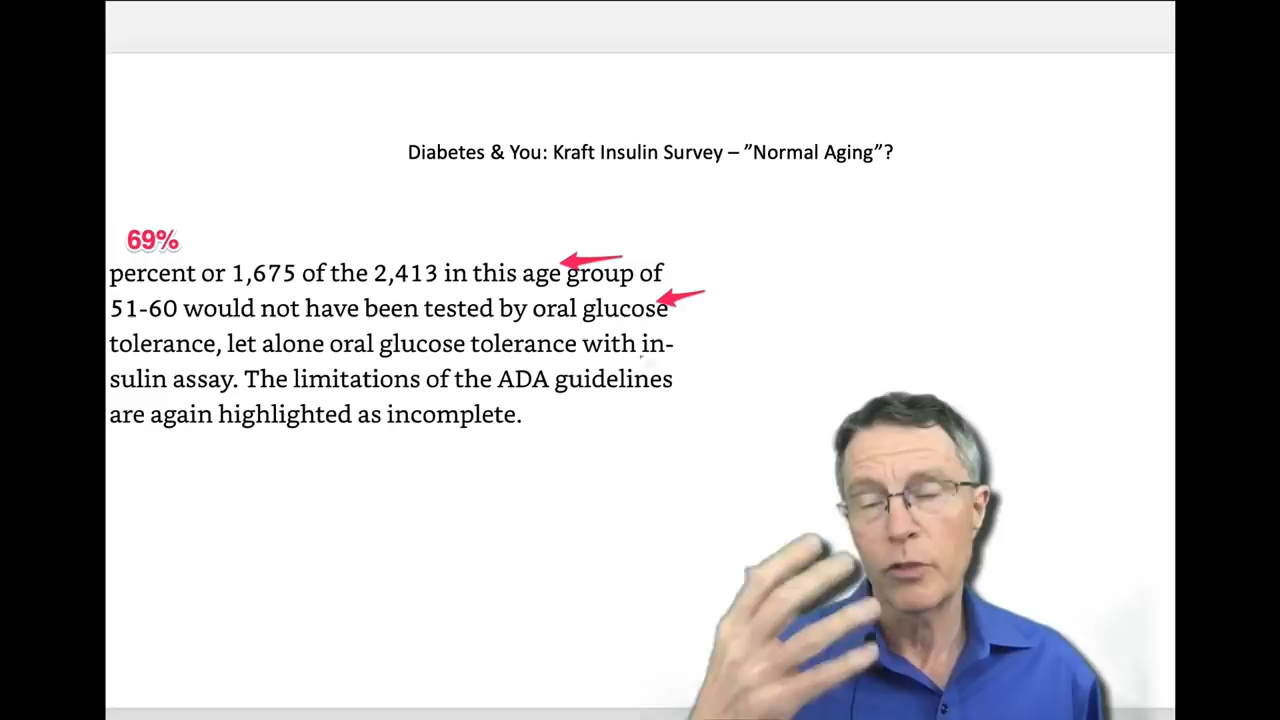 Diabetes & You: Kraft Insulin Survey – ”Normal Aging”?
69%
percent or 1,675 of the 2,413 in this age group of
51-60 would not have been tested by oral glucose
tolerance, let alone oral glucose tolerance with in-
sulin assay. The limitations of the ADA guidelines
are again highlighted as incomplete.